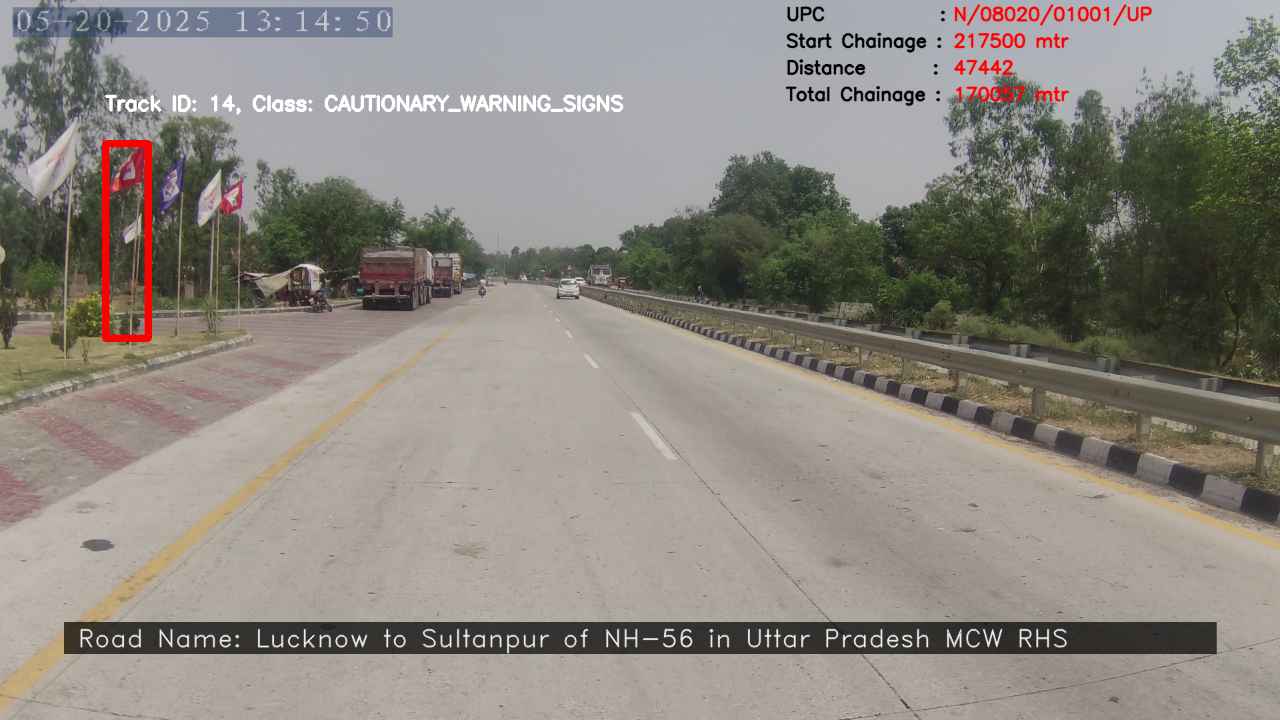 05-20-2025 13:14:50
UPC : N/08020/01001/UP
Start Chainage : 217500 mtr
Distance : 47442
Total Chainage : 170057 mtr
Track ID: 14, Class: CAUTIONARY_WARNING_SIGNS
Road Name: Lucknow to Sultanpur of NH-56 in Uttar Pradesh MCW RHS